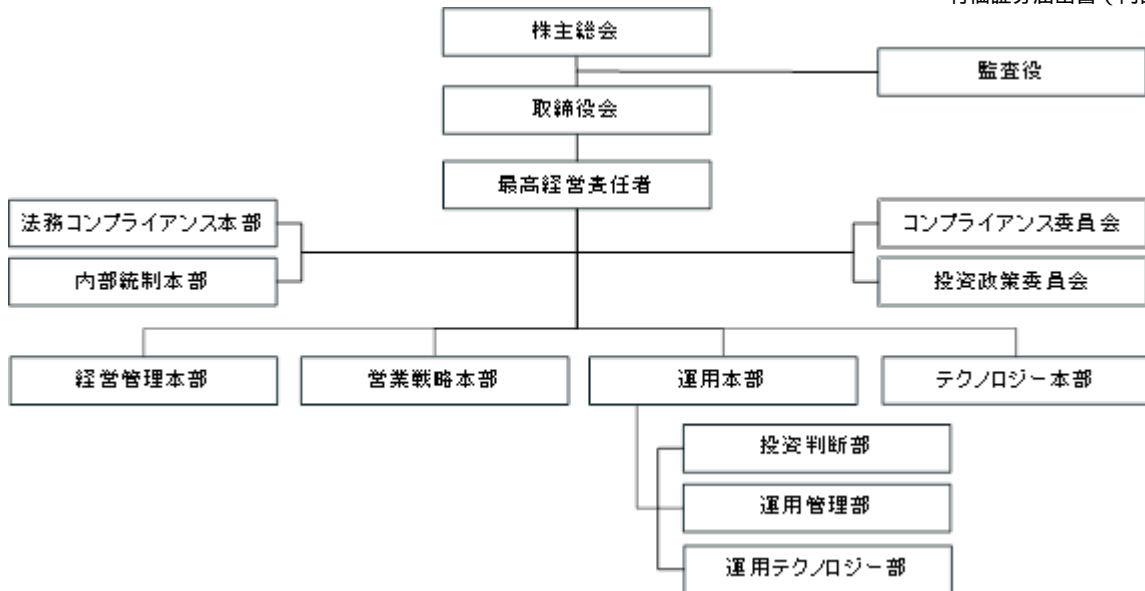 株主総会
監査役
取締役会
最高経営責任者
法務コンプライアンス本部
コンプライアンス委員会
内部統制本部
投資政策委員会
経営管理本部
営業戦略本部
運用本部
テクノロジー本部
投資判断部
運用管理部
運用テクノロジー部